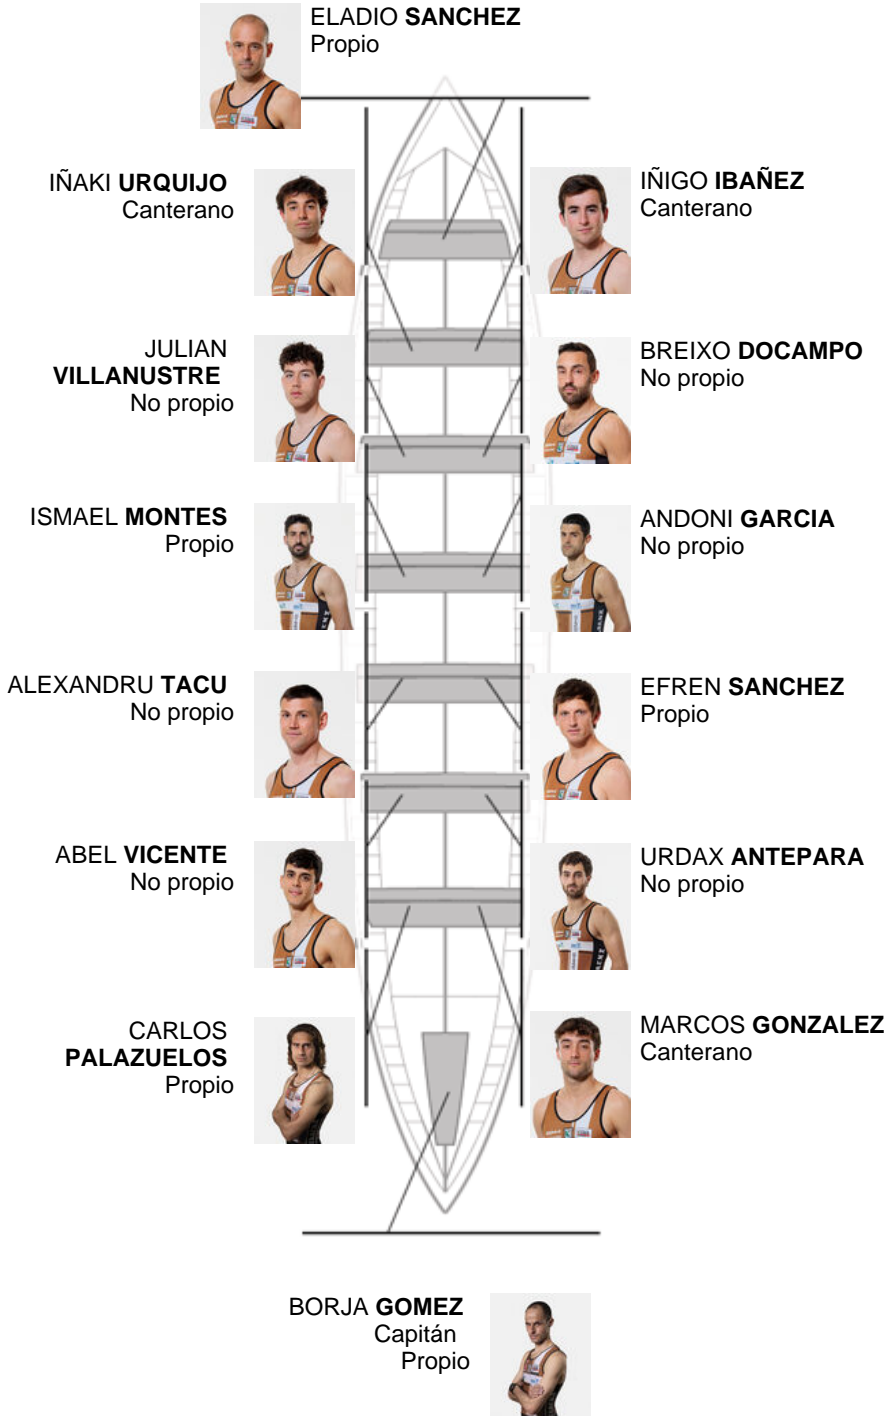 ELADIO SANCHEZ
Propio
IÑAKI URQUIJO
Canterano
IÑIGO IBAÑEZ
Canterano
JULIAN
VILLANUSTRE
No propio
BREIXO DOCAMPO
No propio
ISMAEL MONTES
Propio
ANDONI GARCIA
No propio
ALEXANDRU TACU
No propio
EFREN SANCHEZ
Propio
ABEL VICENTE
No propio
URDAX ANTEPARA
No propio
CARLOS
PALAZUELOS
Propio
MARCOS GONZALEZ
Canterano
BORJA GOMEZ
Capitán
Propio